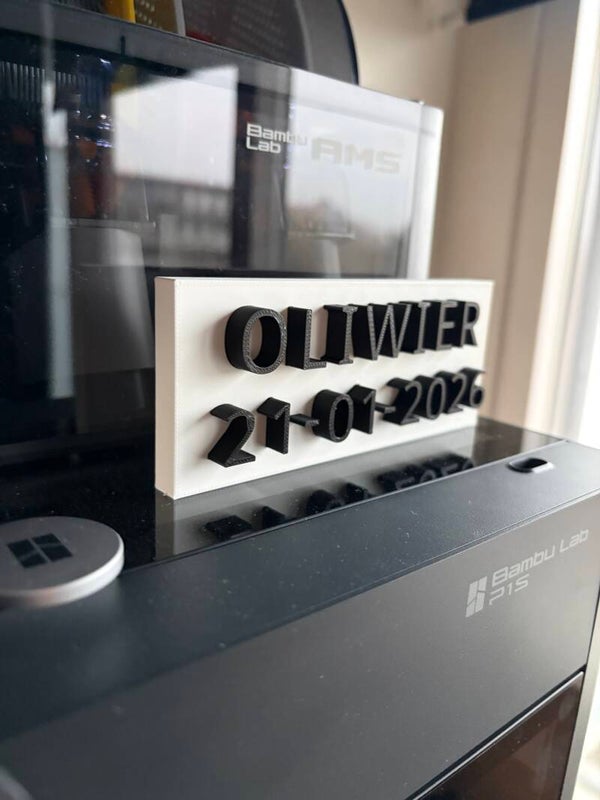 Bambu
Lab AMS
OLIWIER
21-01-2026
Bambu Lab
P1S